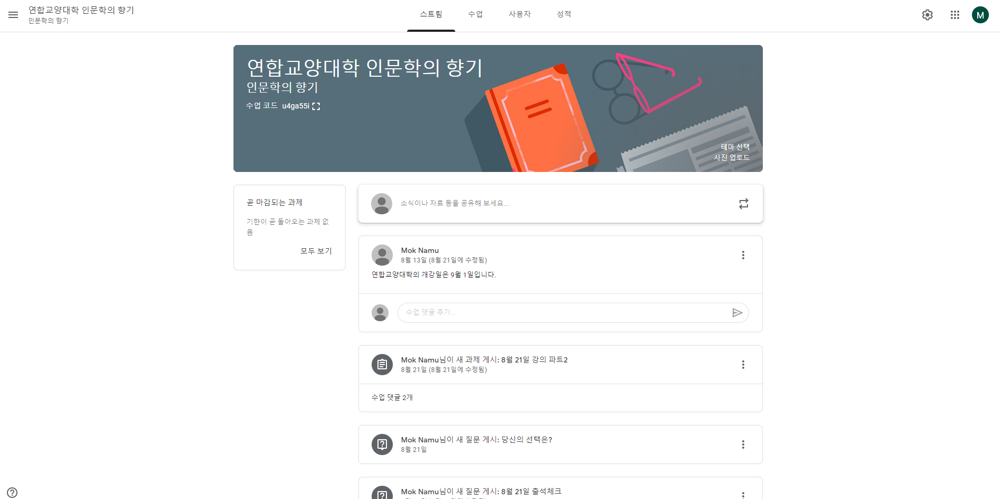 연합교양대학 인문학의 향기
인문학의 향기
스트림
수업
사용자
성적
M
연합교양대학 인문학의 향기
인문학의 향기
수업 코드 u4ga55i
테마 선택
사진 업로드
곧 마감되는 과제
기한이 곧 돌아오는 과제 없
음
모두 보기
소식이나 자료 등을 공유해 보세요...
Mok Namu
8월 13일 (8월 21일에 수정됨)
연합교양대학의 개강일은 9월 1일입니다.
수업 댓글 추가...
Mok Namu님이 새 과제 게시: 8월 21일 강의 파트2
8월 21일 (8월 21일에 수정됨)
수업 댓글 2개
Mok Namu님이 새 질문 게시: 당신의 선택은?
8월 21일
Mok Namu님이 새 질문 게시: 8월 21일 출석체크